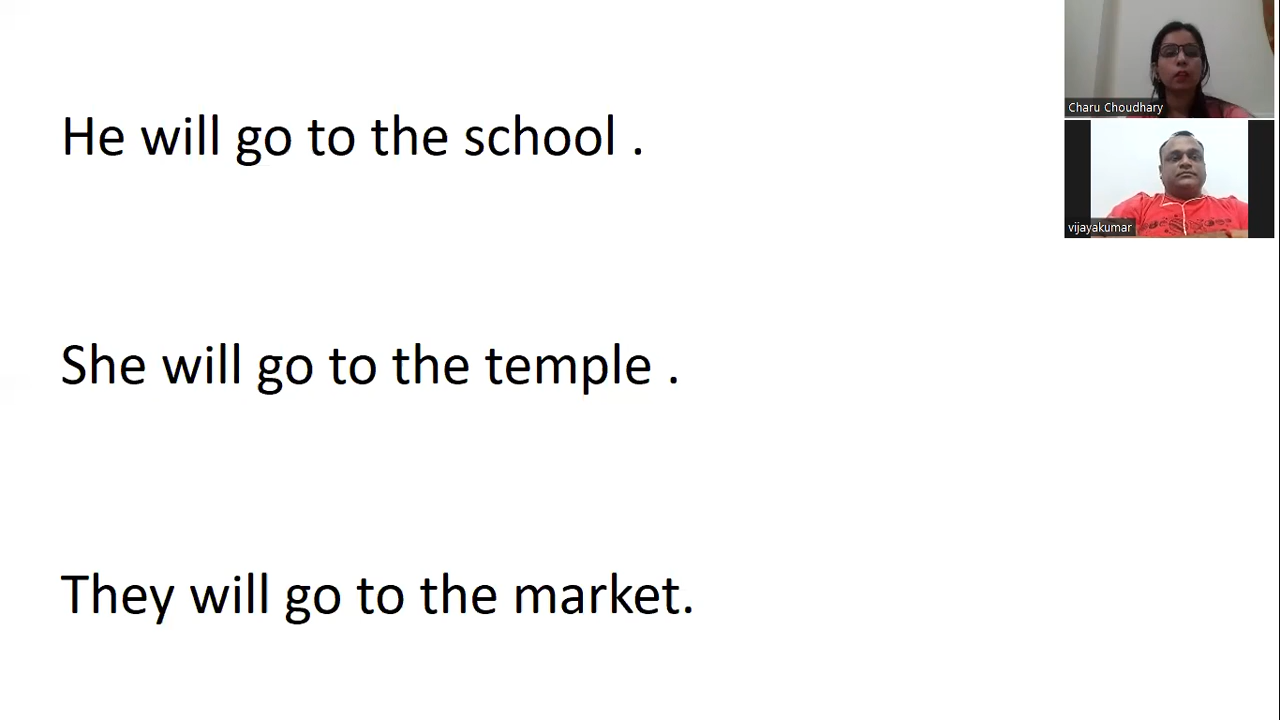 He will go to the school .
Charu Choudhary
vijayakumar
She will go to the temple .
They will go to the market.